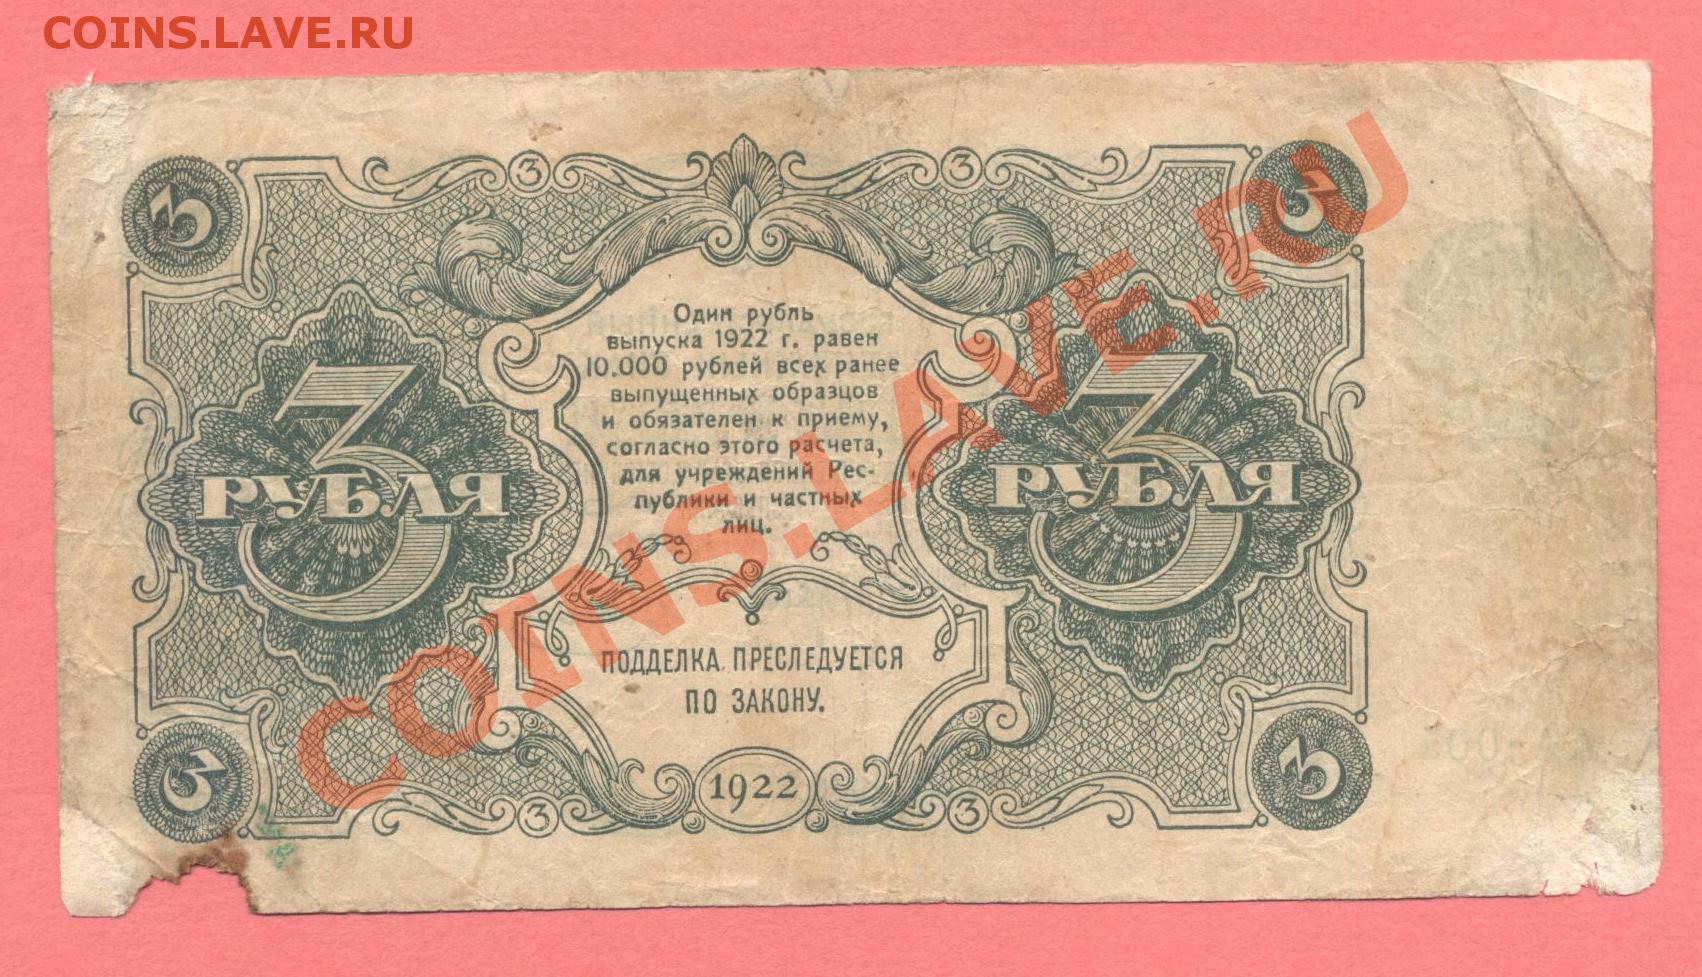 COINS.LAVE.RU
3
3
3
3
Один рубль
выпуска 1922 г. равен
10.000 рублей всех ранее
выпущенных образцов
и обязателен к приему,
согласно этого расчета,
для учреждений Рес-
публики и частных
лиц.
3
РУБЛЯ
3
РУБЛЯ
COINS.LAVE.RU
ПОДДЕЛКА ПРЕСЛЕДУЕТСЯ
ПО ЗАКОНУ.
3
3
1922
3
3